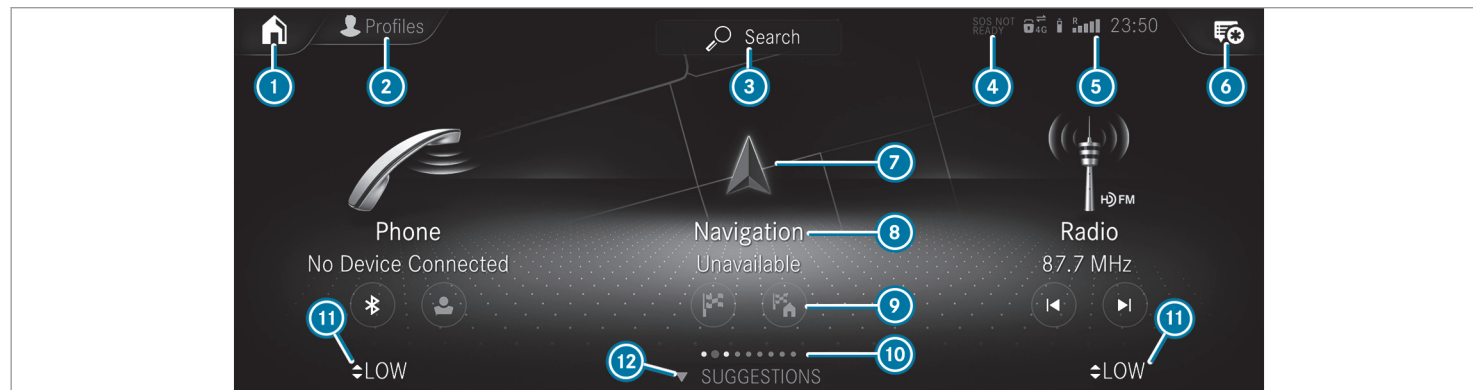 Profiles
Search
SOS NOT
READY
4G
R
23:50
1
2
3
4
5
6
7
HD FM
Phone
Navigation
8
Radio
No Device Connected
Unavailable
87.7 MHz
11
9
11
10
12
LOW
SUGGESTIONS
LOW